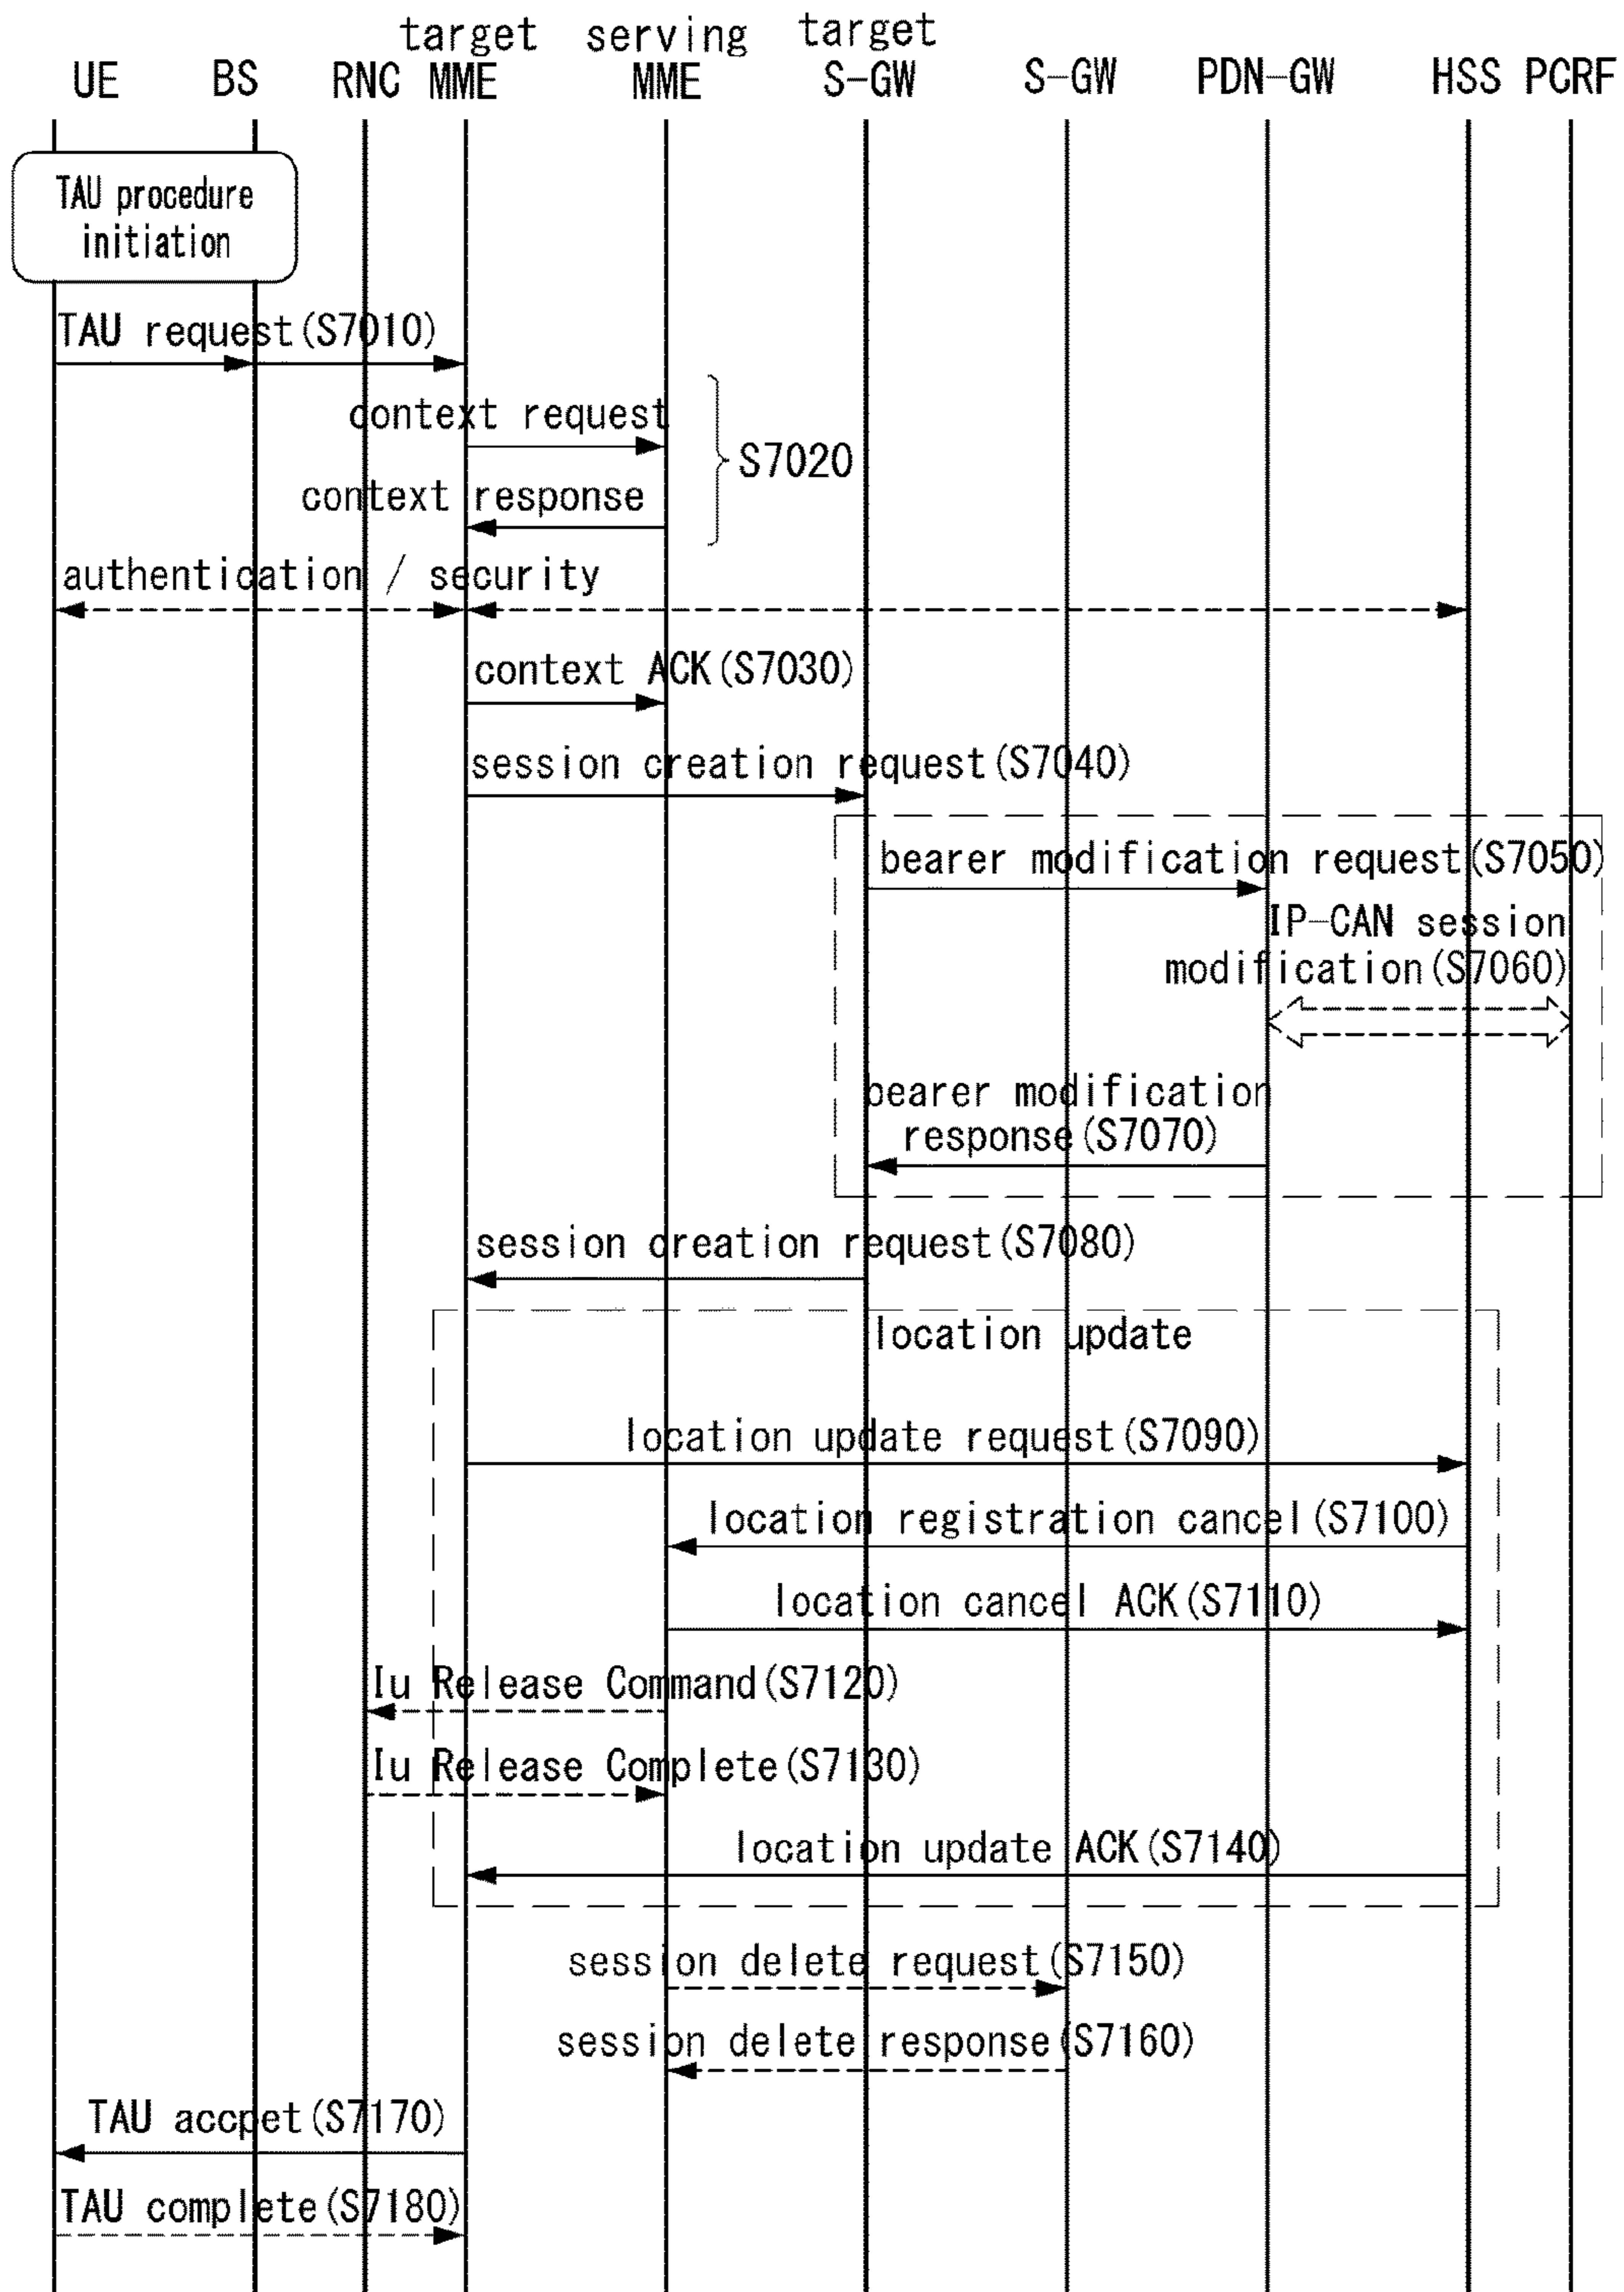 target serving target
UE BS RNC MME MME S-GW S-GW PDN-GW HSS PCRF
TAU procedure
initiation
TAU request(S7010)
context request
S7020
context response
authentication / security
context ACK(S7030)
session creation request(S7040)
bearer modification request(S7050)
IP-CAN session
modification(S7060)
bearer modification
response(S7070)
session creation request(S7080)
location update
location update request(S7090)
location registration cancel(S7100)
location cancel ACK(S7110)
Iu Release Command(S7120)
Iu Release Complete(S7130)
location update ACK(S7140)
session delete request(S7150)
session delete response(S7160)
TAU accpet(S7170)
TAU complete(S7180)